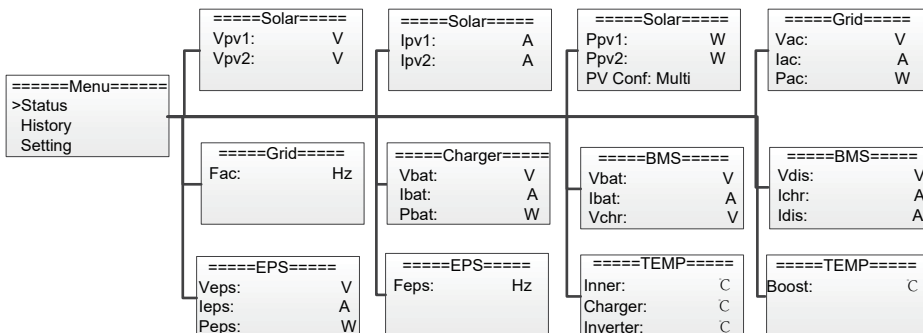 ======Menu======
>Status
History
Setting
=====Solar=====
Vpv1: V
Vpv2: V
=====Solar=====
Ipv1: A
Ipv2: A
=====Solar=====
Ppv1: W
Ppv2: W
PV Conf: Multi
=====Grid=====
Vac: V
Iac: A
Pac: W
=====Grid=====
Fac: Hz
=====Charger=====
Vbat: V
Ibat: A
Pbat: W
=====BMS=====
Vbat: V
Ibat: A
Vchr: V
=====BMS=====
Vdis: V
Ichr: A
Idis: A
=====EPS=====
Veps: V
Ieps: A
Peps: W
=====EPS=====
Feps: Hz
=====TEMP=====
Inner: ℃
Charger: ℃
Inverter: ℃
=====TEMP=====
Boost: ℃